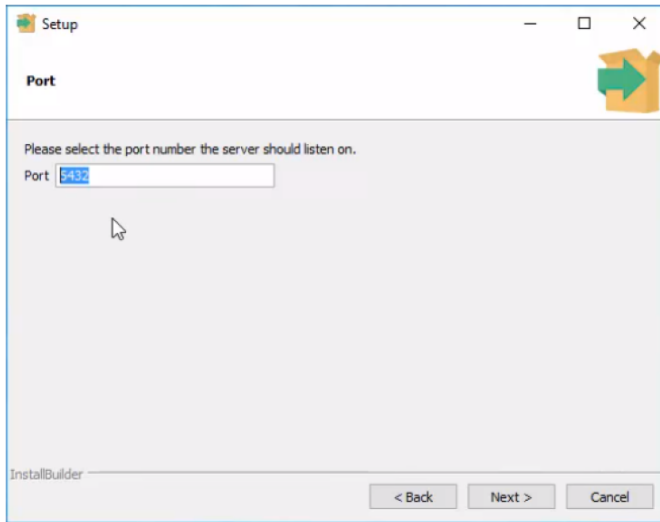 Setup
Port
Please select the port number the server should listen on.
Port 5432
InstallBuilder
< Back Next > Cancel